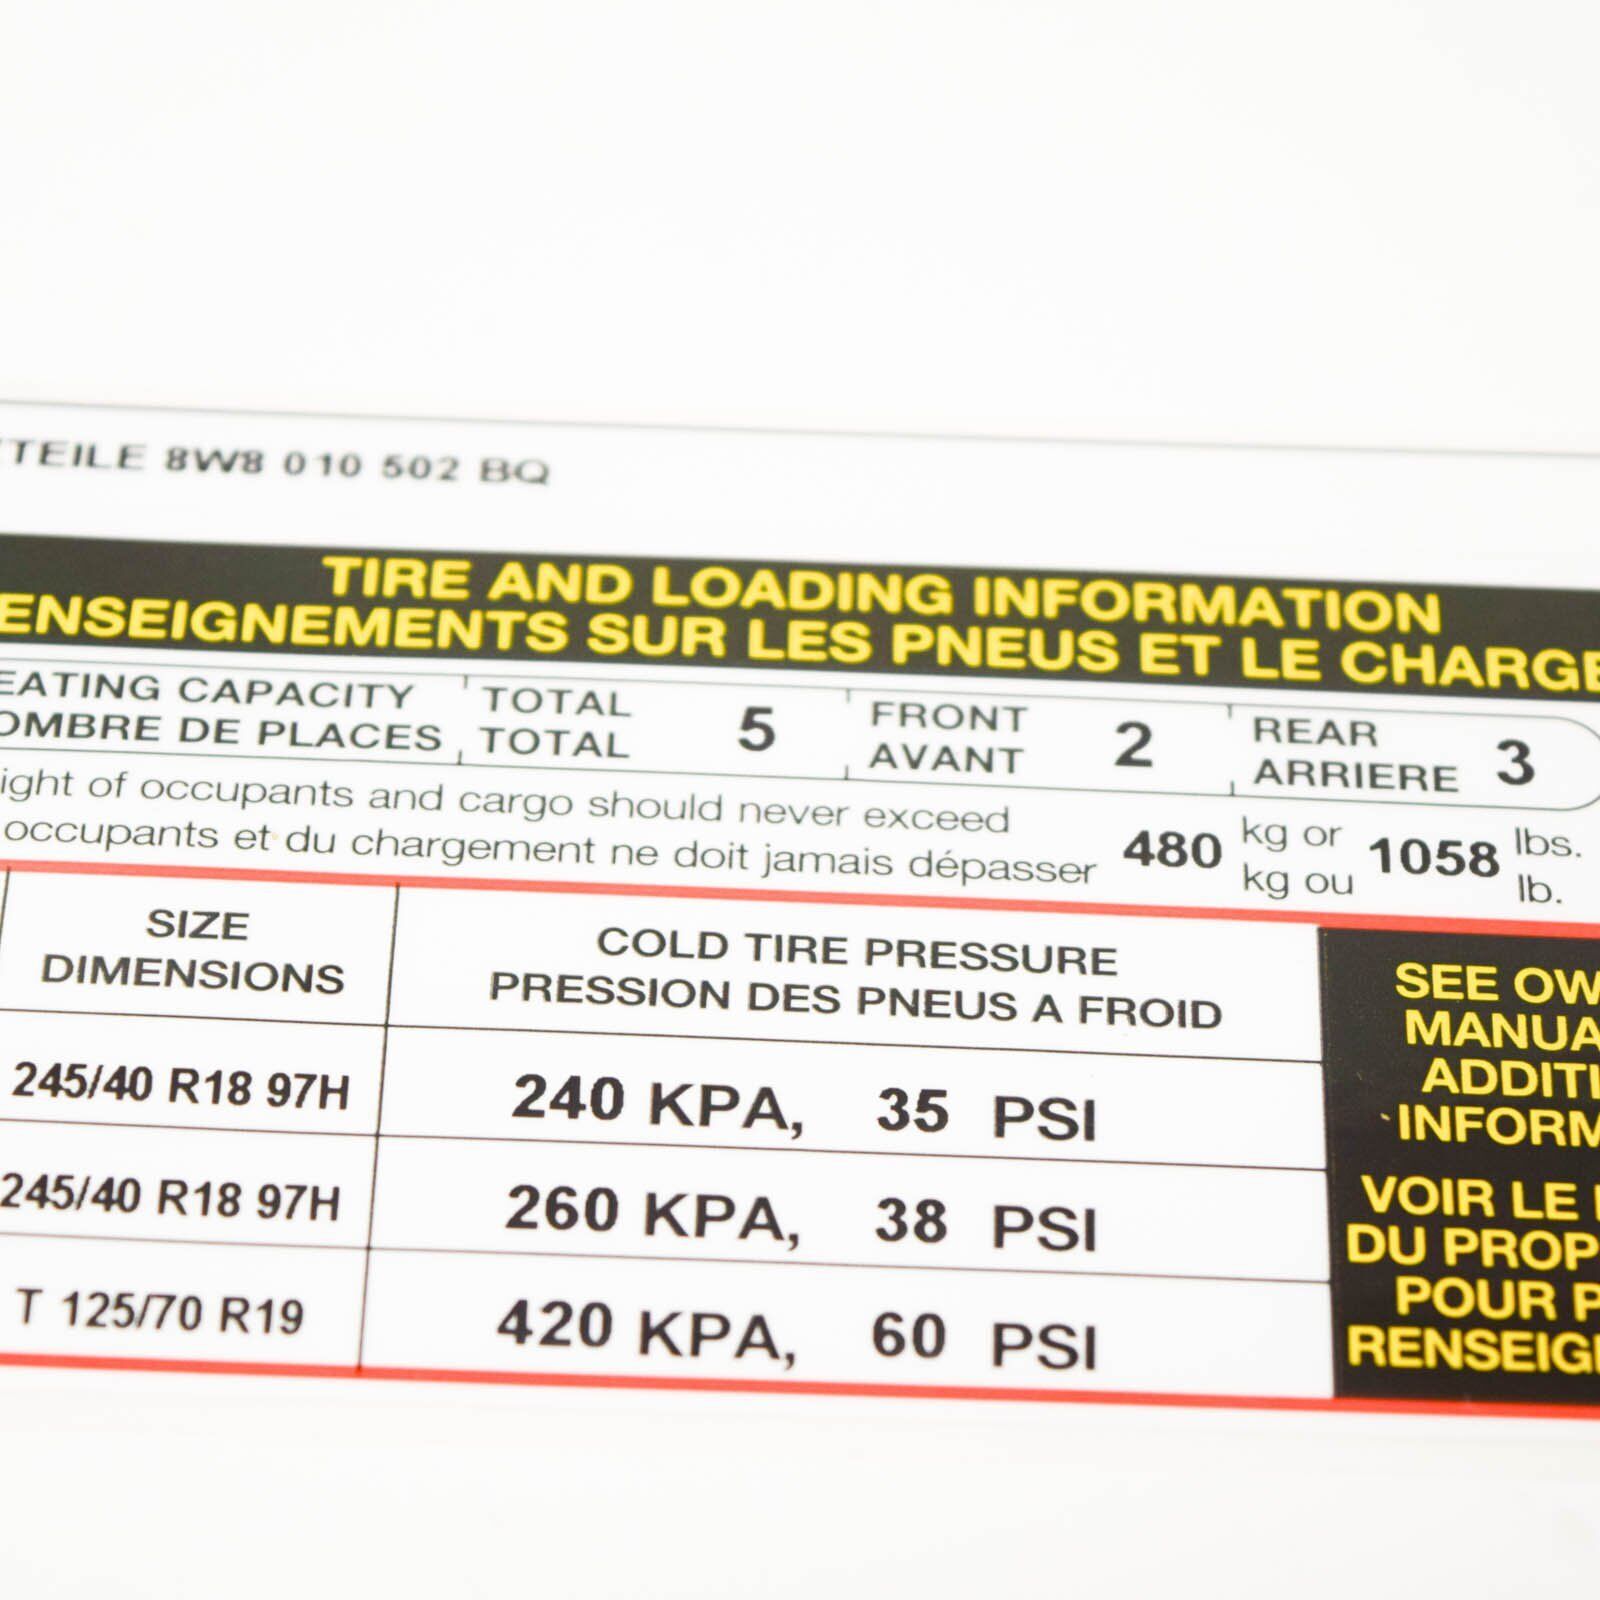 TEILE 8W8 010 502 BQ
TIRE AND LOADING INFORMATION
ENSEIGNEMENTS SUR LES PNEUS ET LE CHARGE
EATING CAPACITY TOTAL 5 FRONT 2 REAR 3
OMBRE DE PLACES TOTAL AVANT ARRIERE
ight of occupants and cargo should never exceed 480 kg or 1058 lbs.
occupants et du chargement ne doit jamais dépasser kg ou lb.
SIZE COLD TIRE PRESSURE
DIMENSIONS PRESSION DES PNEUS A FROID
245/40 R18 97H 240 KPA, 35 PSI
245/40 R18 97H 260 KPA, 38 PSI
T 125/70 R19 420 KPA, 60 PSI
SEE OW
MANUA
ADDITI
INFORM
VOIR LE
DU PROP
POUR P
RENSEIG